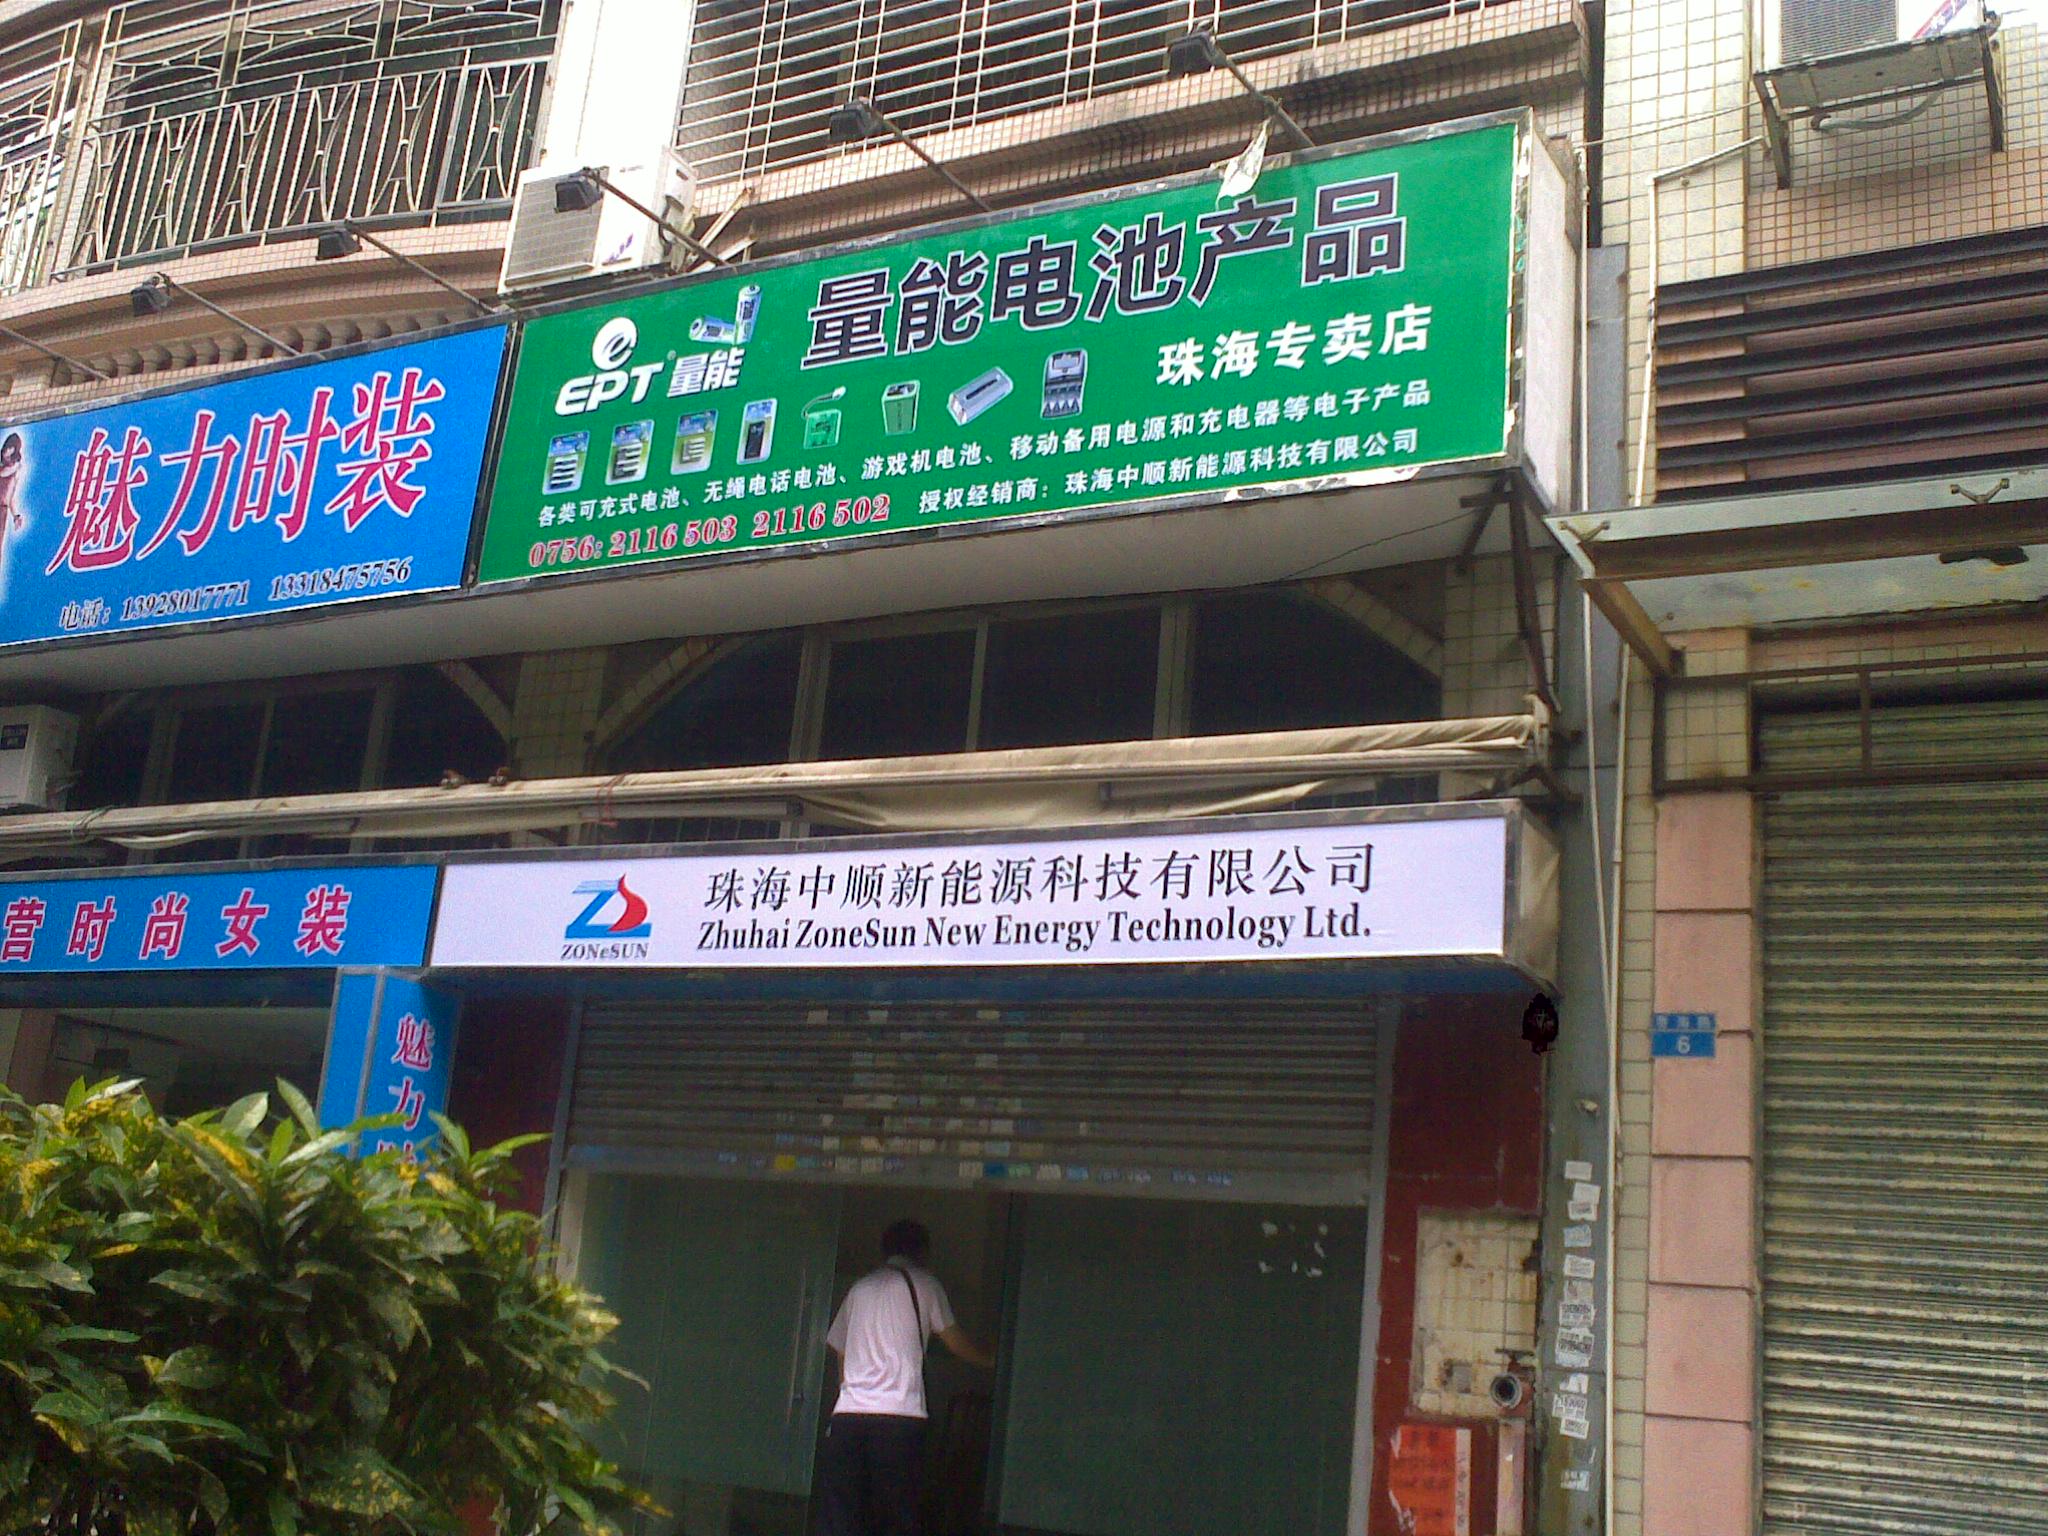 量能电池产品
EPT®量能
珠海专卖店
各类可充式电池、无绳电话电池、游戏机电池、移动备用电源和充电器等电子产品
0756: 2116 503 2116 502 授权经销商：珠海中顺新能源科技有限公司
魅力时装
电话：13928017771 13318475756
珠海中顺新能源科技有限公司
Zhuhai ZoneSun New Energy Technology Ltd.
ZONeSUN
营时尚女装
魅力
6